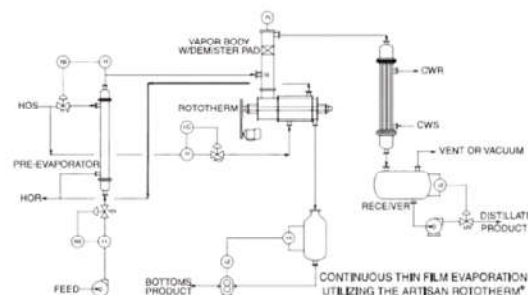 VAPOR BODY
W/DEMISTER PAD
CWR
HOS
ROTOTHERM
CWS
PRE-EVAPORATOR
VENT OR VACUUM
HOR
RECEIVER
DISTILLATE
PRODUCT
FEED
BOTTOMS
PRODUCT
CONTINUOUS THIN FILM EVAPORATION
UTILIZING THE ARTISAN ROTOTHERM®